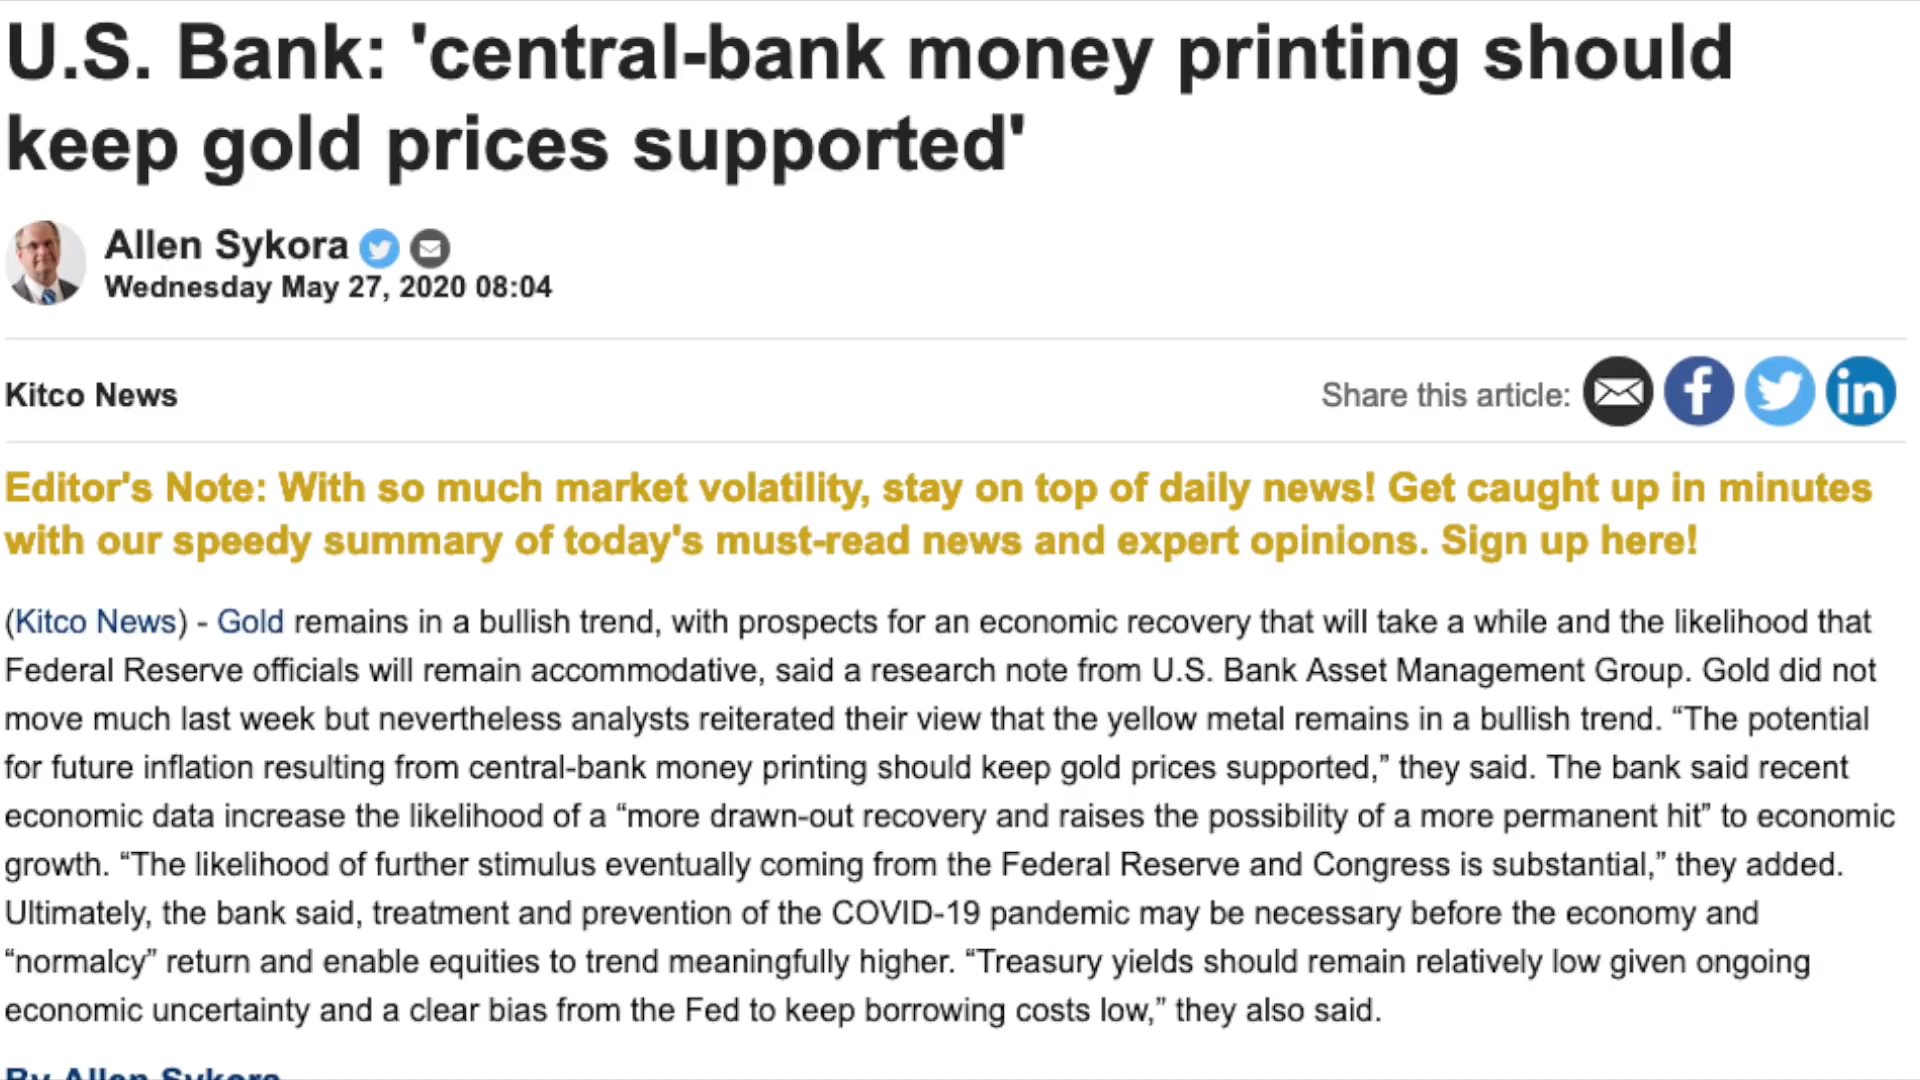 U.S. Bank: 'central-bank money printing should
keep gold prices supported'
Allen Sykora
Wednesday May 27, 2020 08:04
Kitco News
Share this article:
Editor's Note: With so much market volatility, stay on top of daily news! Get caught up in minutes
with our speedy summary of today's must-read news and expert opinions. Sign up here!
(Kitco News) - Gold remains in a bullish trend, with prospects for an economic recovery that will take a while and the likelihood that
Federal Reserve officials will remain accommodative, said a research note from U.S. Bank Asset Management Group. Gold did not
move much last week but nevertheless analysts reiterated their view that the yellow metal remains in a bullish trend. “The potential
for future inflation resulting from central-bank money printing should keep gold prices supported,” they said. The bank said recent
economic data increase the likelihood of a “more drawn-out recovery and raises the possibility of a more permanent hit” to economic
growth. “The likelihood of further stimulus eventually coming from the Federal Reserve and Congress is substantial,” they added.
Ultimately, the bank said, treatment and prevention of the COVID-19 pandemic may be necessary before the economy and
“normalcy” return and enable equities to trend meaningfully higher. “Treasury yields should remain relatively low given ongoing
economic uncertainty and a clear bias from the Fed to keep borrowing costs low,” they also said.
By Allen Sykora